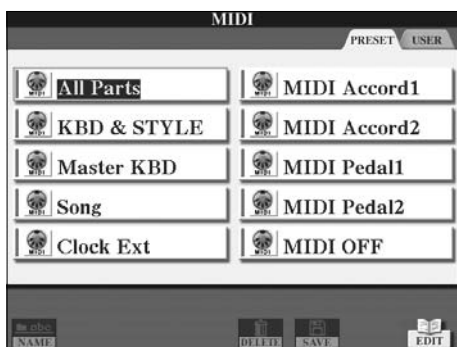 MIDI
PRESET USER
All Parts
KBD & STYLE
Master KBD
Song
Clock Ext
MIDI Accord1
MIDI Accord2
MIDI Pedal1
MIDI Pedal2
MIDI OFF
NAME
DELETE SAVE
EDIT